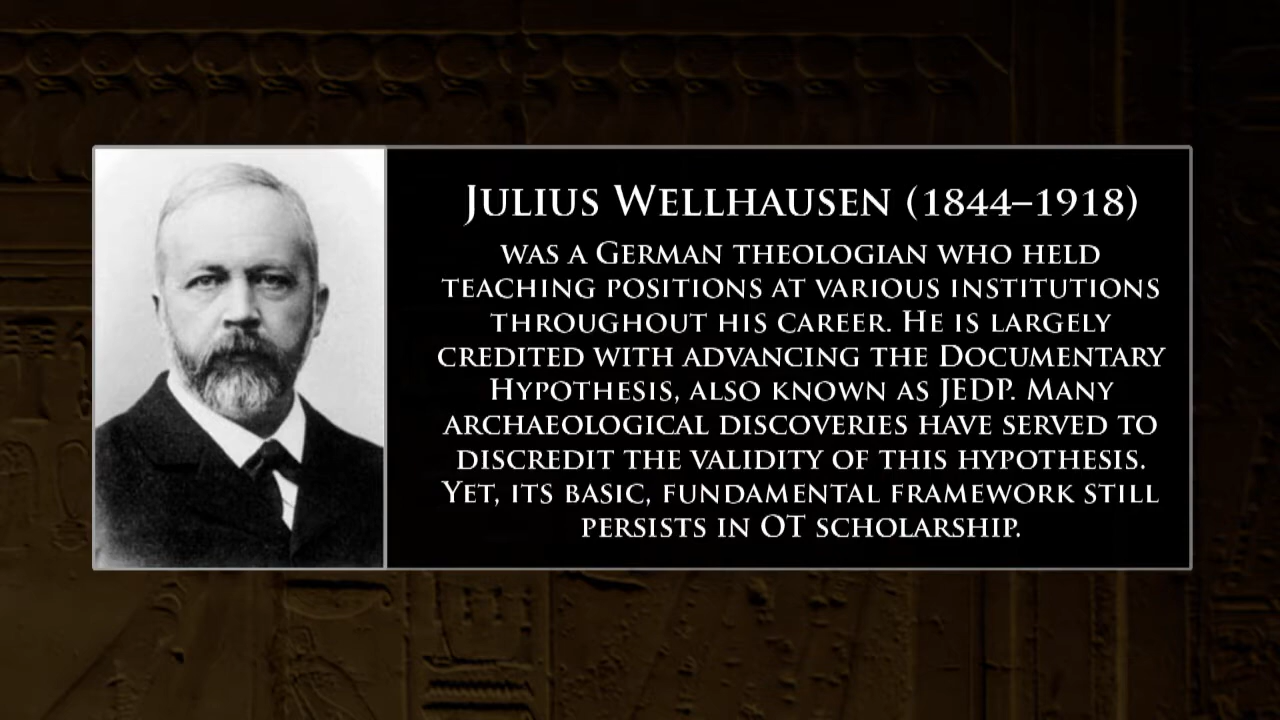 Julius Wellhausen (1844–1918)
was a German theologian who held
teaching positions at various institutions
throughout his career. He is largely
credited with advancing the Documentary
Hypothesis, also known as JEDP. Many
archaeological discoveries have served to
discredit the validity of this hypothesis.
Yet, its basic, fundamental framework still
persists in OT scholarship.